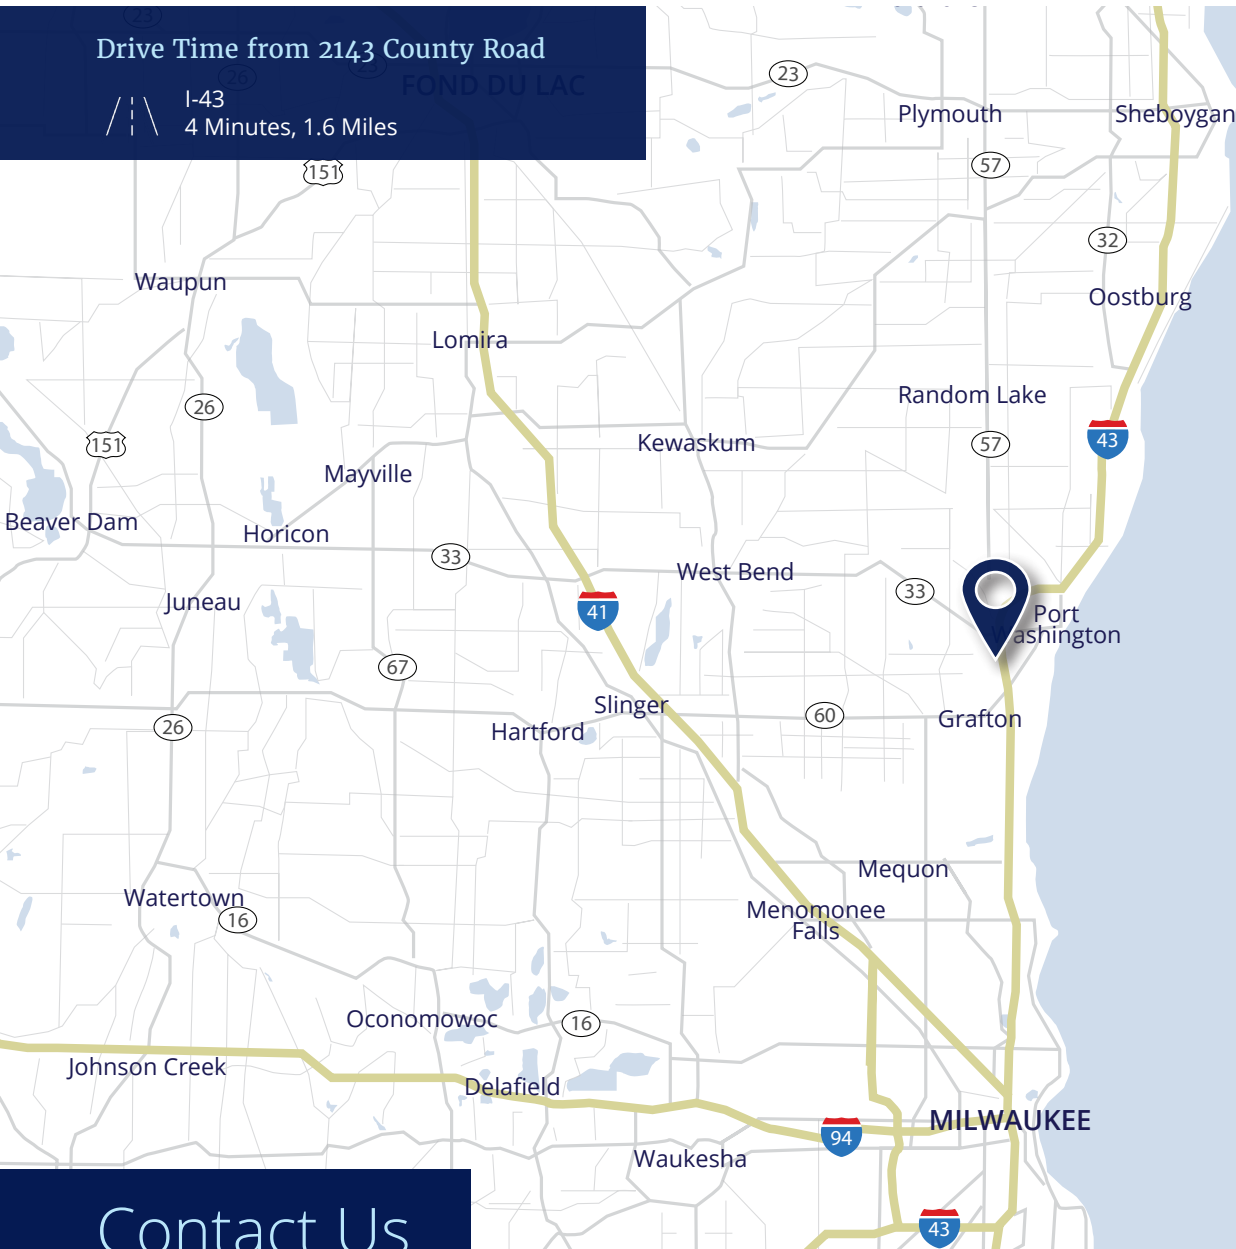 23
Drive Time from 2143 County Road
26
23
FOND DU LAC
I-43
4 Minutes, 1.6 Miles
23
Plymouth
Sheboygan
151
57
32
Waupun
Oostburg
Lomira
Random Lake
26
151
Kewaskum
57
43
Mayville
Beaver Dam
Horicon
33
West Bend
33
Juneau
41
Port
Washington
67
Slinger
60
Grafton
26
Hartford
Mequon
Watertown
16
Menomonee
Falls
Oconomowoc
16
Johnson Creek
Delafield
MILWAUKEE
94
Waukesha
Contact Us
43